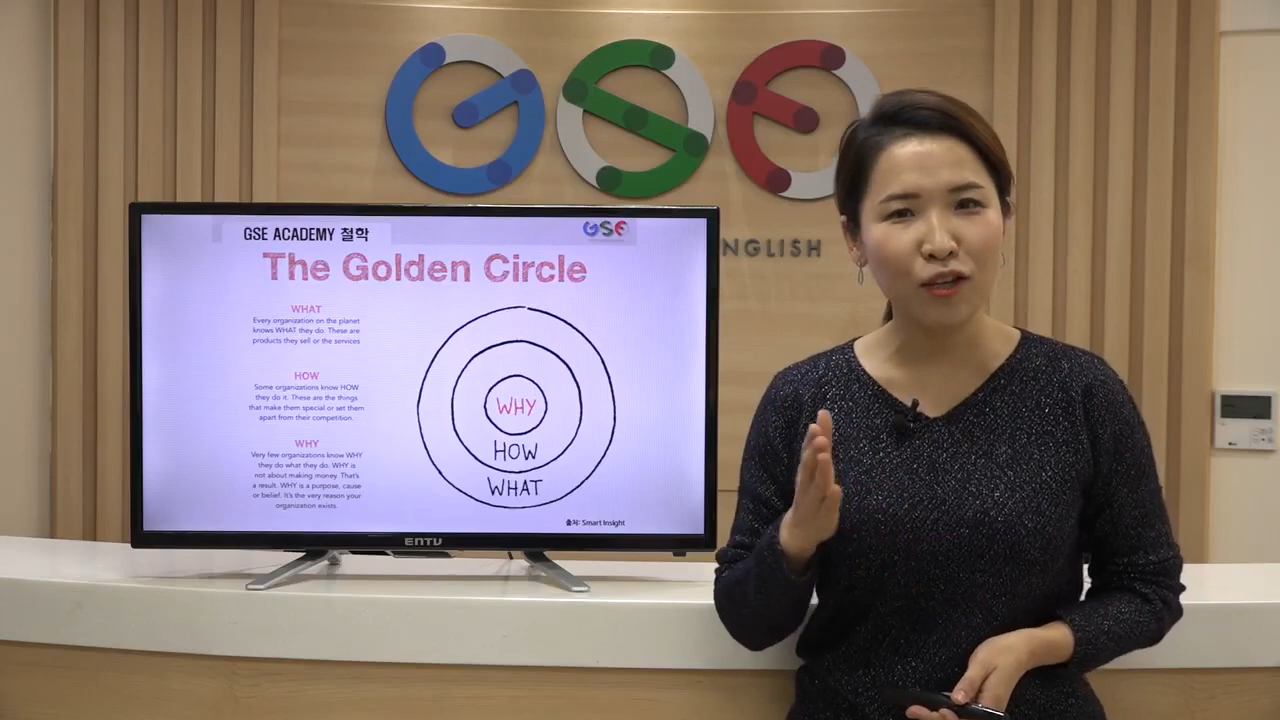 GSE
NGLISH
GSE ACADEMY 철학
GSE
The Golden Circle
WHAT
Every organization on the planet
knows WHAT they do. These are
products they sell or the services
HOW
Some organizations know HOW
they do it. These are the things
that make them special or set them
apart from their competition.
WHY
Very few organizations know WHY
they do what they do. WHY is
not about making money. That's
a result. WHY is a purpose, cause
or belief. It's the very reason your
organization exists.
WHY
HOW
WHAT
출처: Smart Insight
ENTV